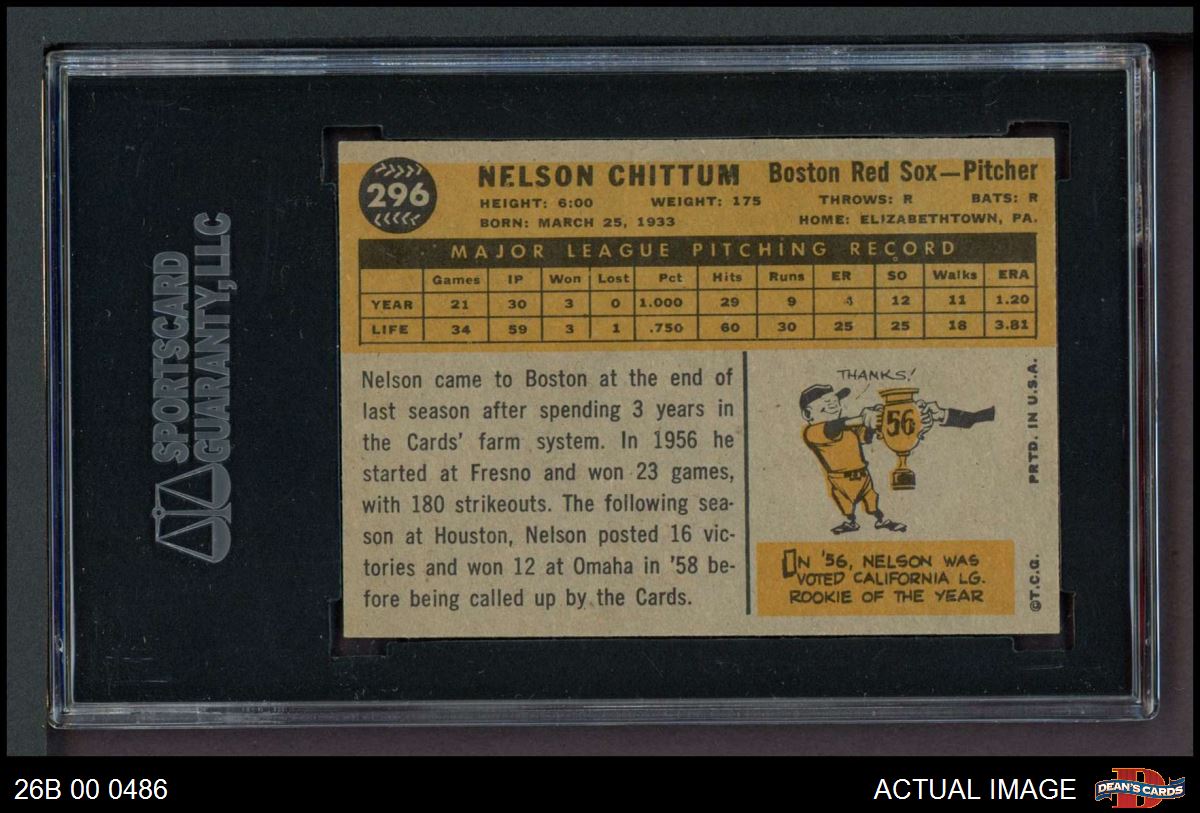 SPORTSCARD
GUARANTY,LLC
296
NELSON CHITTUM Boston Red Sox—Pitcher
HEIGHT: 6:00 WEIGHT: 175 THROWS: R BATS: R
BORN: MARCH 25, 1933 HOME: ELIZABETHTOWN, PA.
MAJOR LEAGUE PITCHING RECORD
Games IP Won Lost Pct Hits Runs ER SO Walks ERA
YEAR 21 30 3 0 1.000 29 9 4 12 11 1.20
LIFE 34 59 3 1 .750 60 30 25 25 18 3.81
Nelson came to Boston at the end of
last season after spending 3 years in
the Cards' farm system. In 1956 he
started at Fresno and won 23 games,
with 180 strikeouts. The following sea-
son at Houston, Nelson posted 16 vic-
tories and won 12 at Omaha in '58 be-
fore being called up by the Cards.
THANKS!
56
IN '56, NELSON WAS
VOTED CALIFORNIA LG.
ROOKIE OF THE YEAR
©T.C.G. PRTD. IN U.S.A.
26B 00 0486 ACTUAL IMAGE
D
DEAN'S CARDS